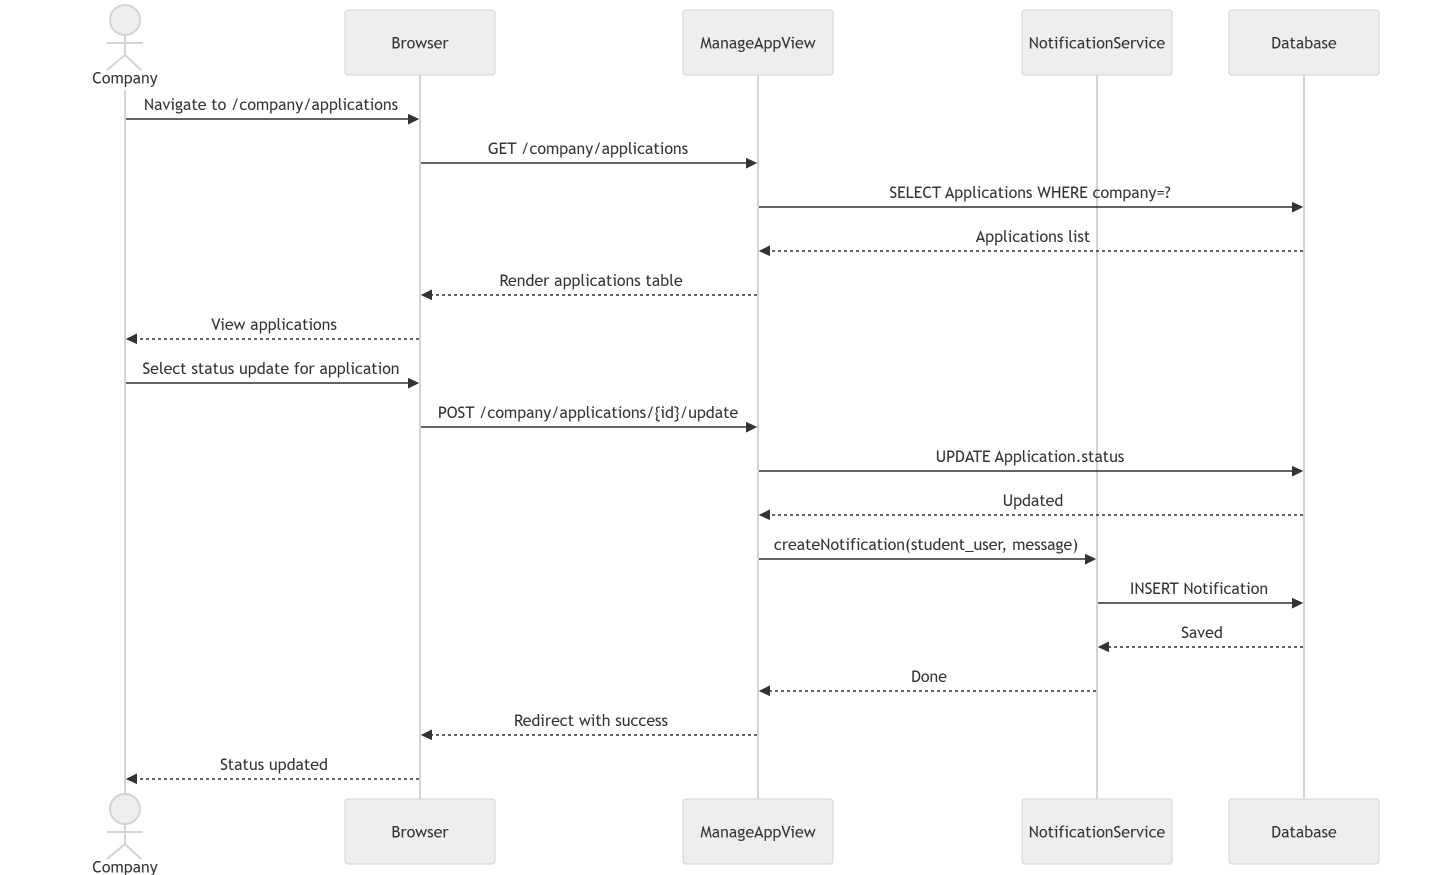 Company
Browser
ManageAppView
NotificationService
Database
Navigate to /company/applications
GET /company/applications
SELECT Applications WHERE company=?
Applications list
Render applications table
View applications
Select status update for application
POST /company/applications/{id}/update
UPDATE Application.status
Updated
createNotification(student_user, message)
INSERT Notification
Saved
Done
Redirect with success
Status updated
Company
Browser
ManageAppView
NotificationService
Database